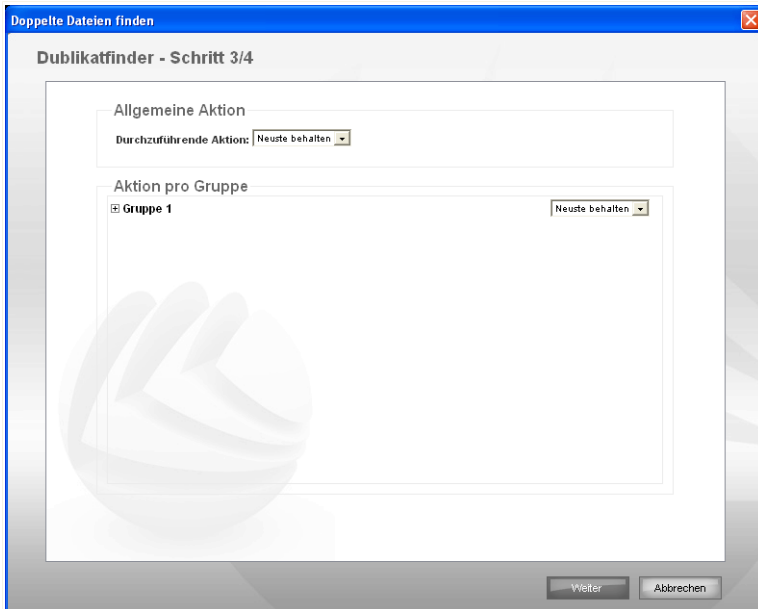 Doppelte Dateien finden
Dublikatfinder - Schritt 3/4
Allgemeine Aktion
Durchzuführende Aktion: Neuste behalten
Aktion pro Gruppe
Gruppe 1 Neuste behalten
Weiter Abbrechen